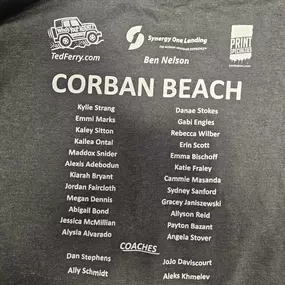 TedFerry.com
Synergy One Lending
Ben Nelson
PRINT
SPECIALTIES
CORBAN BEACH
Kylie Strang
Emmi Marks
Kaley Sitton
Kailea Ontai
Maddox Snider
Alexis Adebodun
Kiarah Bryant
Jordan Faircloth
Megan Dennis
Abigail Bond
Jessica McMillian
Alysia Alvarado
Danae Stokes
Gabi Engles
Rebecca Wilber
Erin Scott
Emma Bischoff
Katie Fraley
Cammie Masanda
Sydney Sanford
Gracey Janiszewski
Allyson Reid
Payton Bazant
Angela Stover
COACHES
Dan Stephens
Ally Schmidt
JoJo Daviscourt
Aleks Khmelev